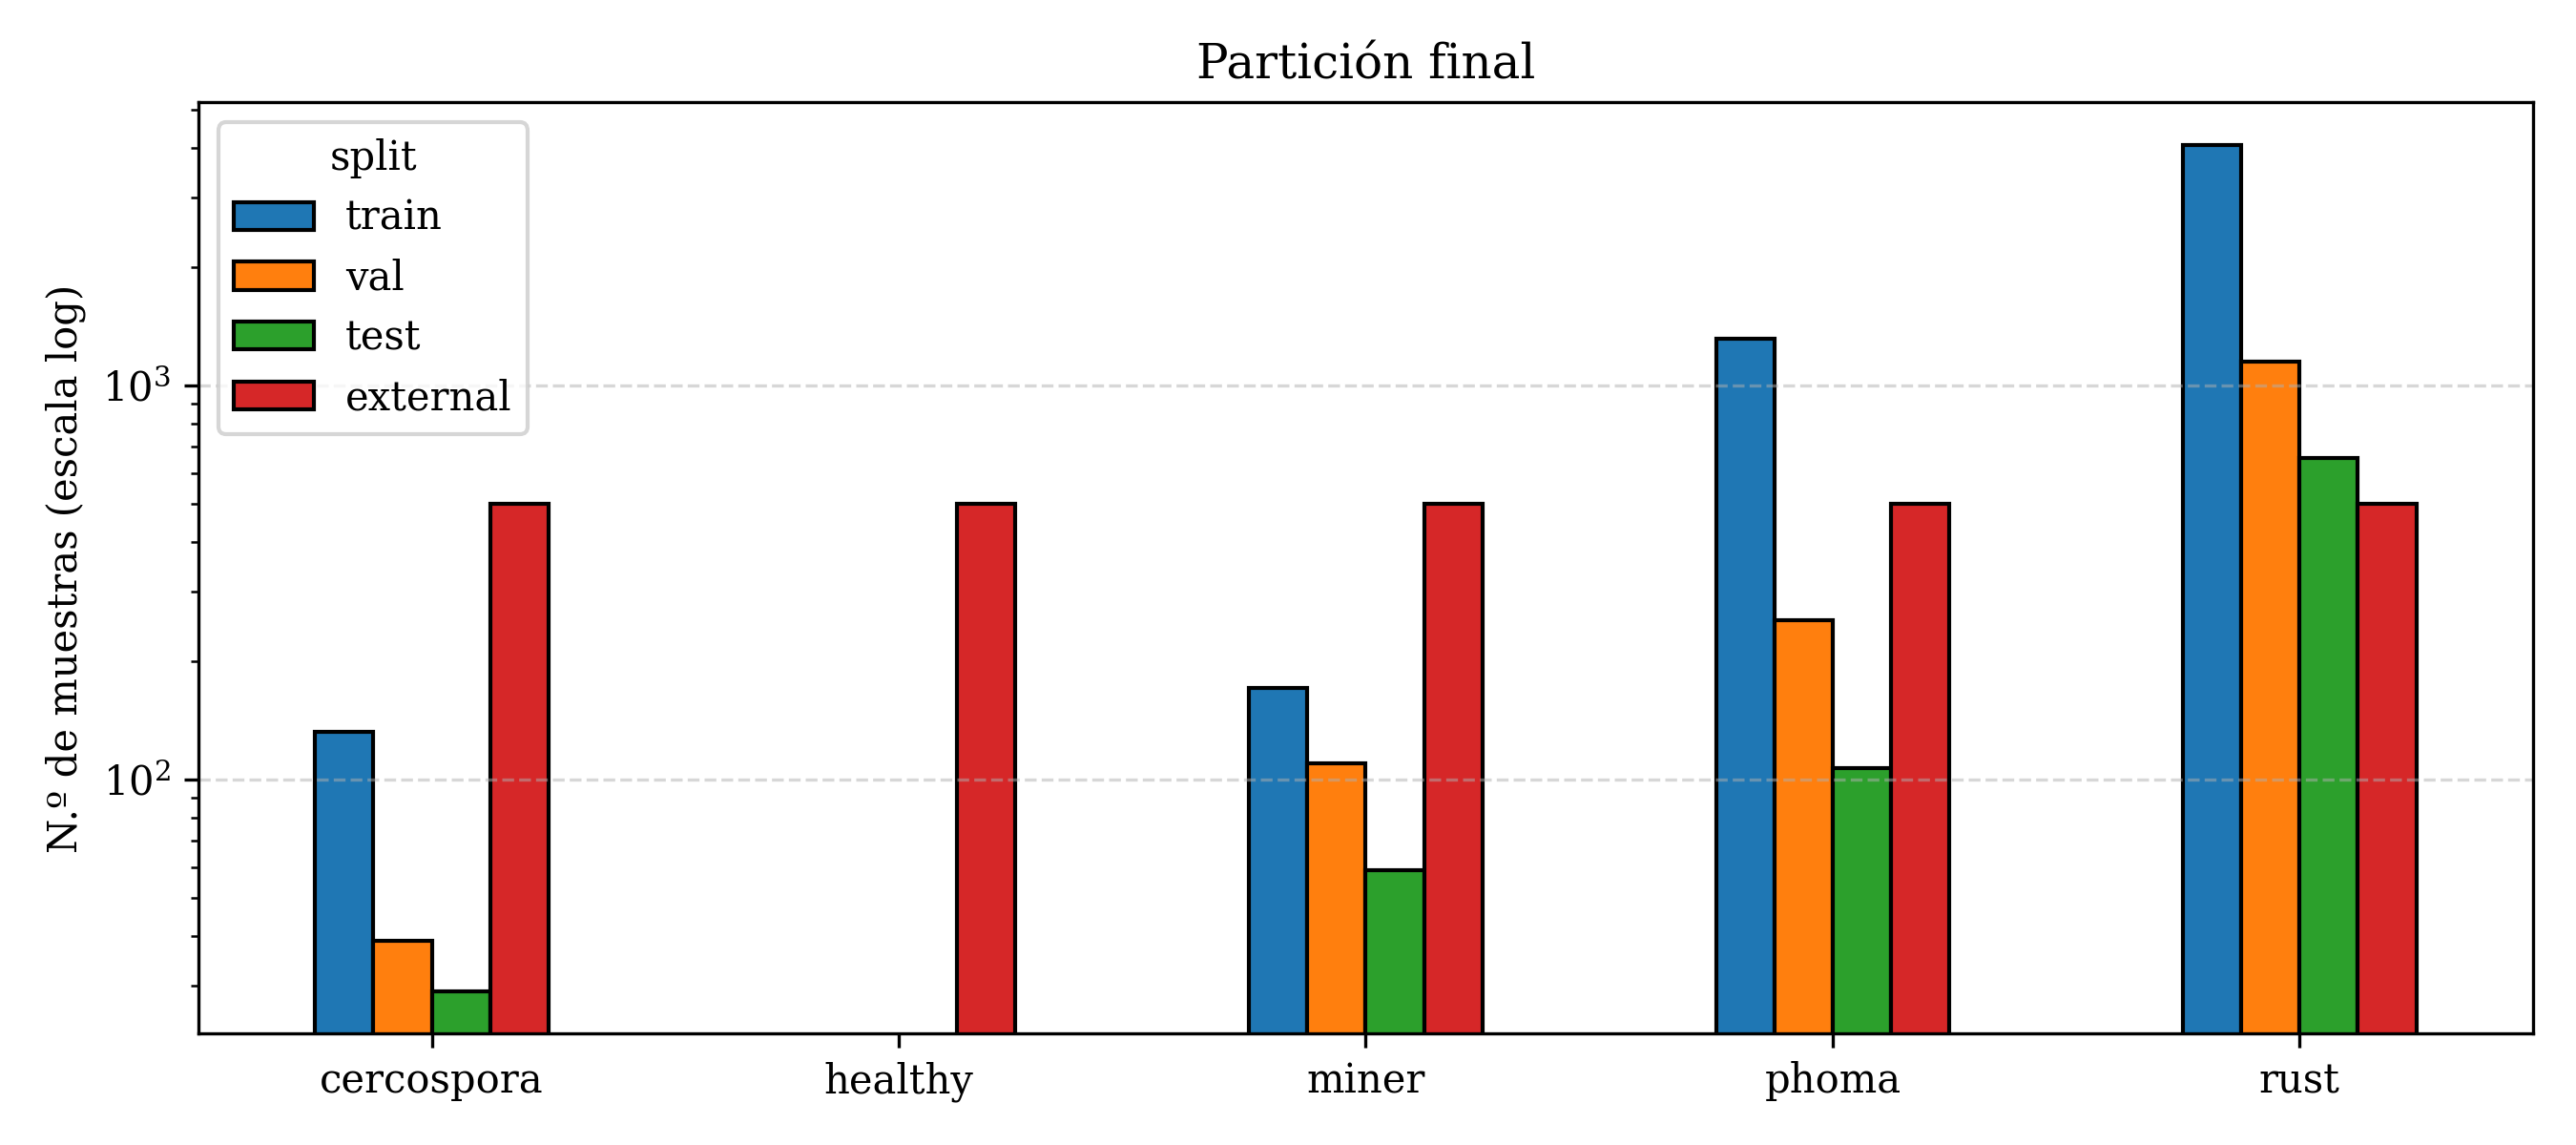 Partición final
split
train
val
test
external
N.º de muestras (escala log)
10³
10²
cercospora
healthy
miner
phoma
rust